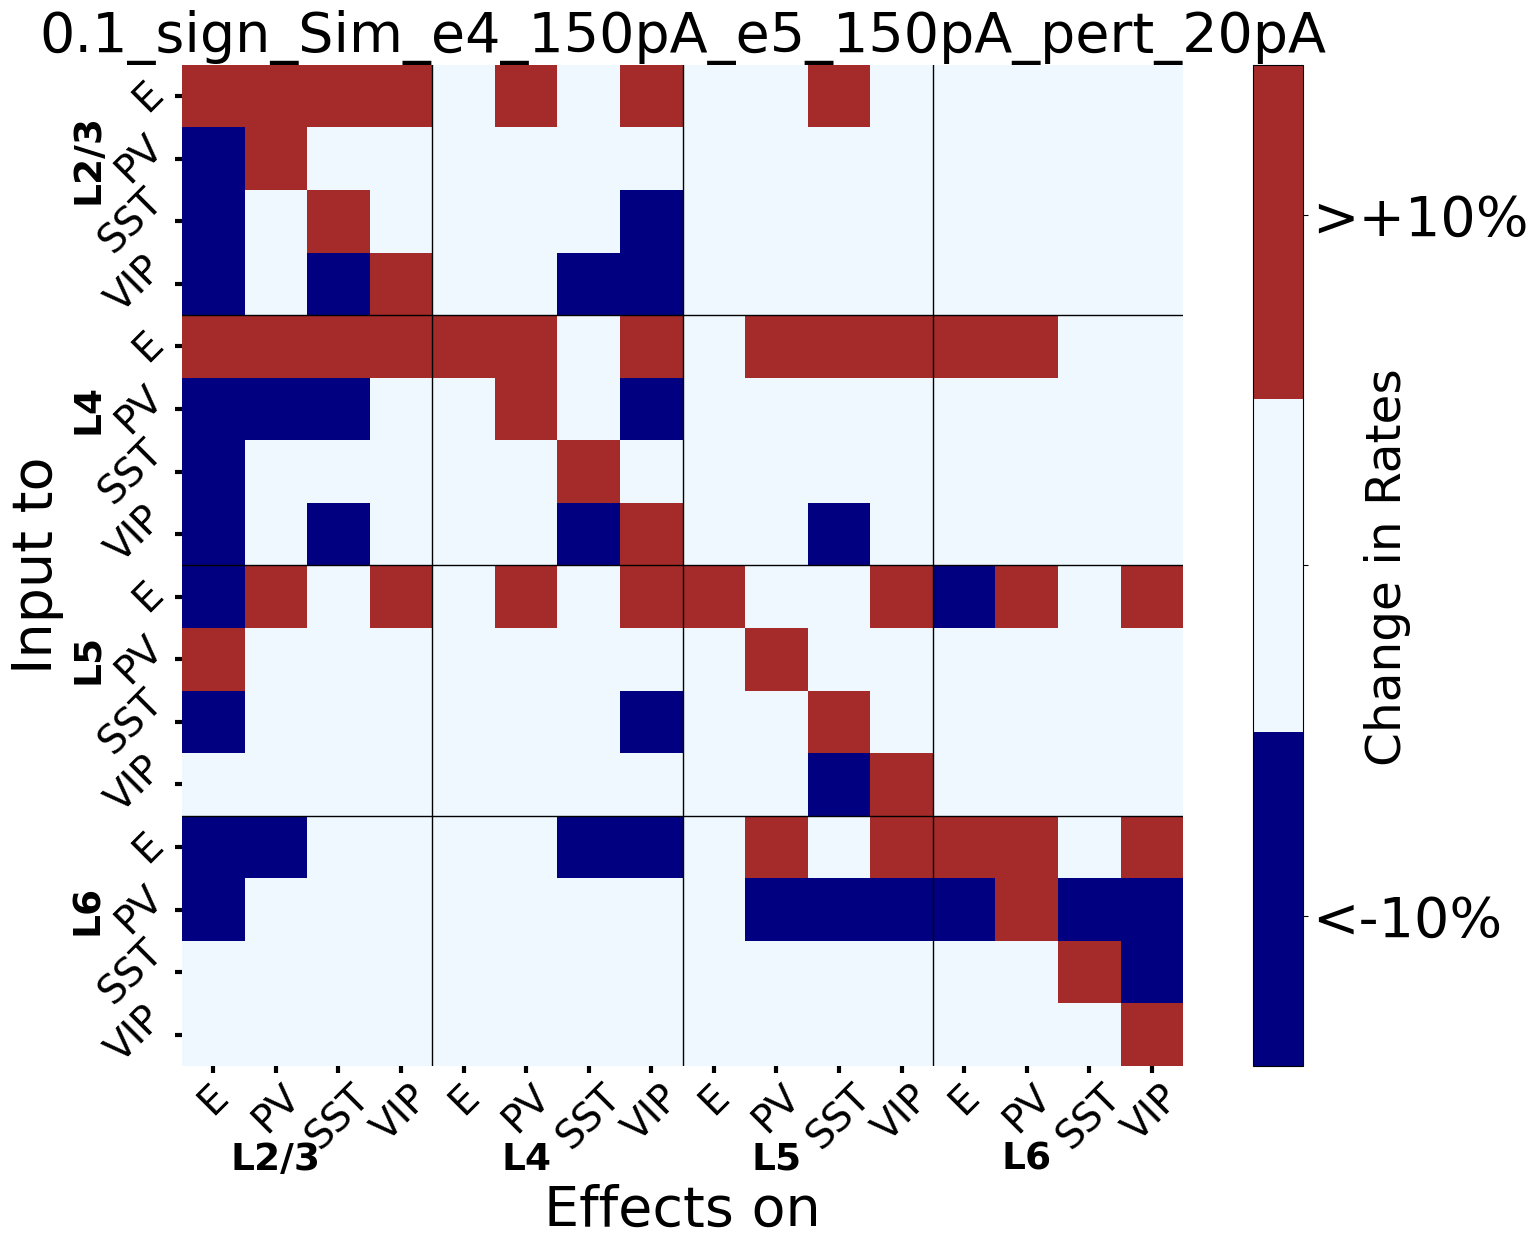 0.1_sign_Sim_e4_150pA_e5_150pA_pert_20pA
Input to
L2/3
E
PV
SST
VIP
L4
E
PV
SST
VIP
L5
E
PV
SST
VIP
L6
E
PV
SST
VIP
E PV SST VIP E PV SST VIP E PV SST VIP E PV SST VIP
L2/3 L4 L5 L6
Effects on
>+10%
<-10%
Change in Rates